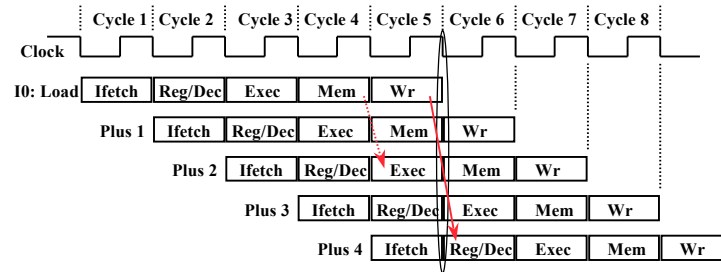 Cycle 1 Cycle 2 Cycle 3 Cycle 4 Cycle 5 Cycle 6 Cycle 7 Cycle 8
Clock
I0: Load Ifetch Reg/Dec Exec Mem Wr
Plus 1 Ifetch Reg/Dec Exec Mem Wr
Plus 2 Ifetch Reg/Dec Exec Mem Wr
Plus 3 Ifetch Reg/Dec Exec Mem Wr
Plus 4 Ifetch Reg/Dec Exec Mem Wr